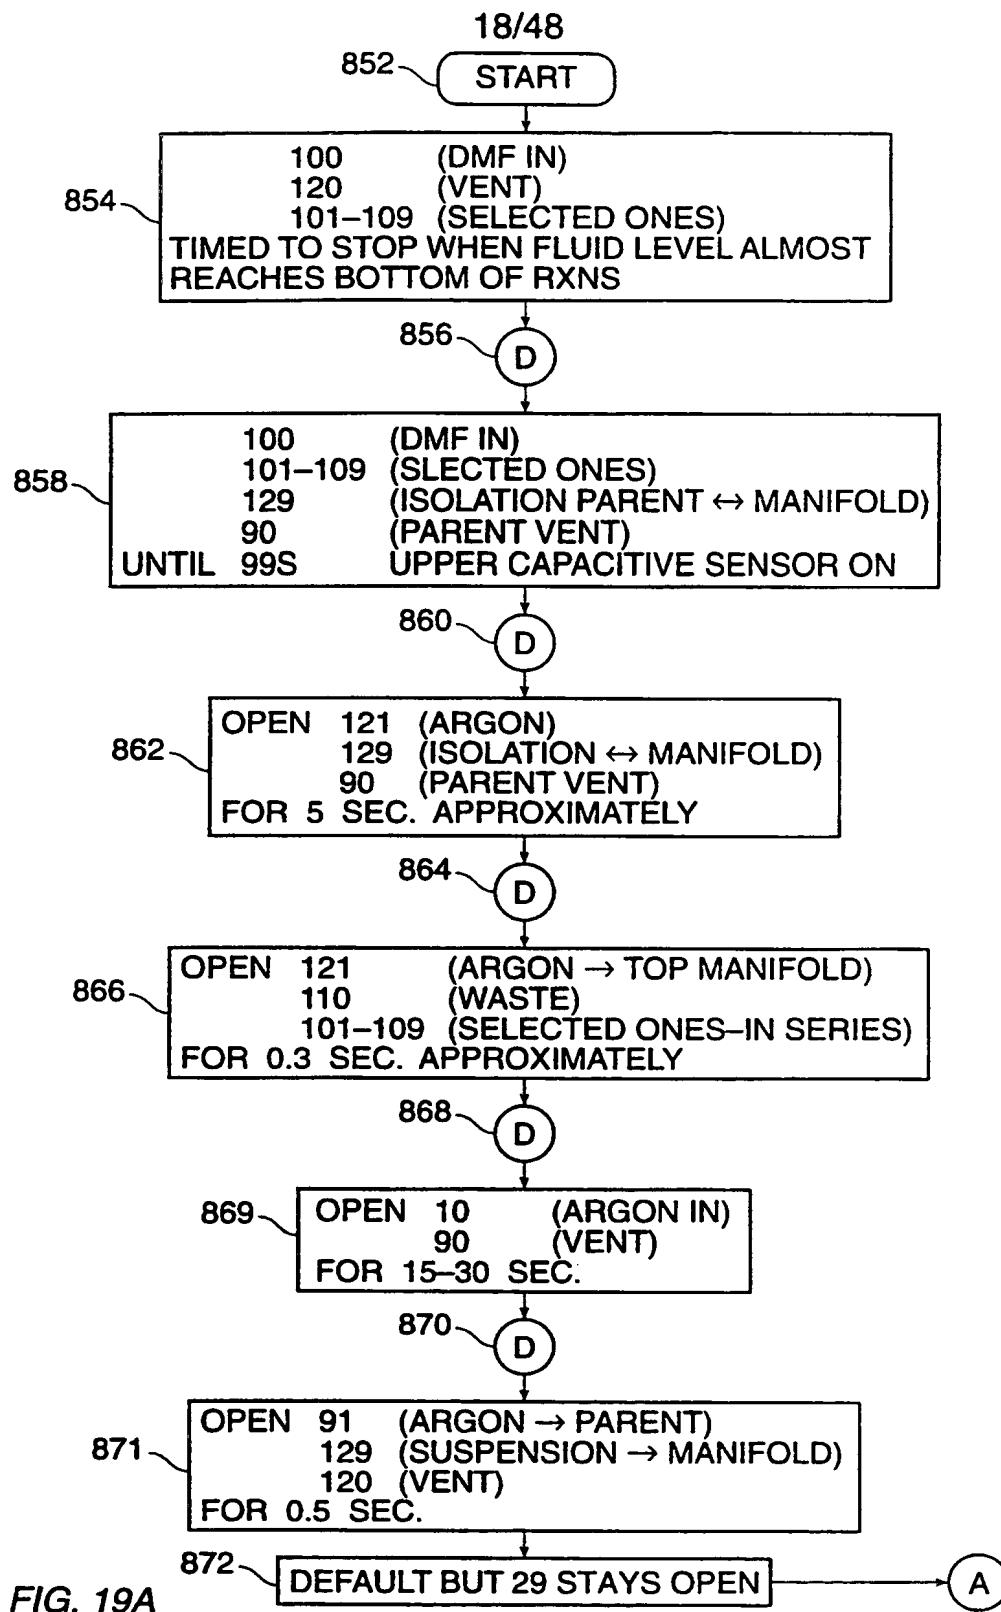 18/48
852 START
100 (DMF IN)
120 (VENT)
854 101–109 (SELECTED ONES)
TIMED TO STOP WHEN FLUID LEVEL ALMOST
REACHES BOTTOM OF RXNS
856 D
100 (DMF IN)
101–109 (SLECTED ONES)
858 129 (ISOLATION PARENT ↔ MANIFOLD)
90 (PARENT VENT)
UNTIL 99S UPPER CAPACITIVE SENSOR ON
860 D
OPEN 121 (ARGON)
862 129 (ISOLATION ↔ MANIFOLD)
90 (PARENT VENT)
FOR 5 SEC. APPROXIMATELY
864 D
OPEN 121 (ARGON → TOP MANIFOLD)
866 110 (WASTE)
101–109 (SELECTED ONES–IN SERIES)
FOR 0.3 SEC. APPROXIMATELY
868 D
869 OPEN 10 (ARGON IN)
90 (VENT)
FOR 15–30 SEC.
870 D
OPEN 91 (ARGON → PARENT)
871 129 (SUSPENSION → MANIFOLD)
120 (VENT)
FOR 0.5 SEC.
872 DEFAULT BUT 29 STAYS OPEN A
FIG. 19A